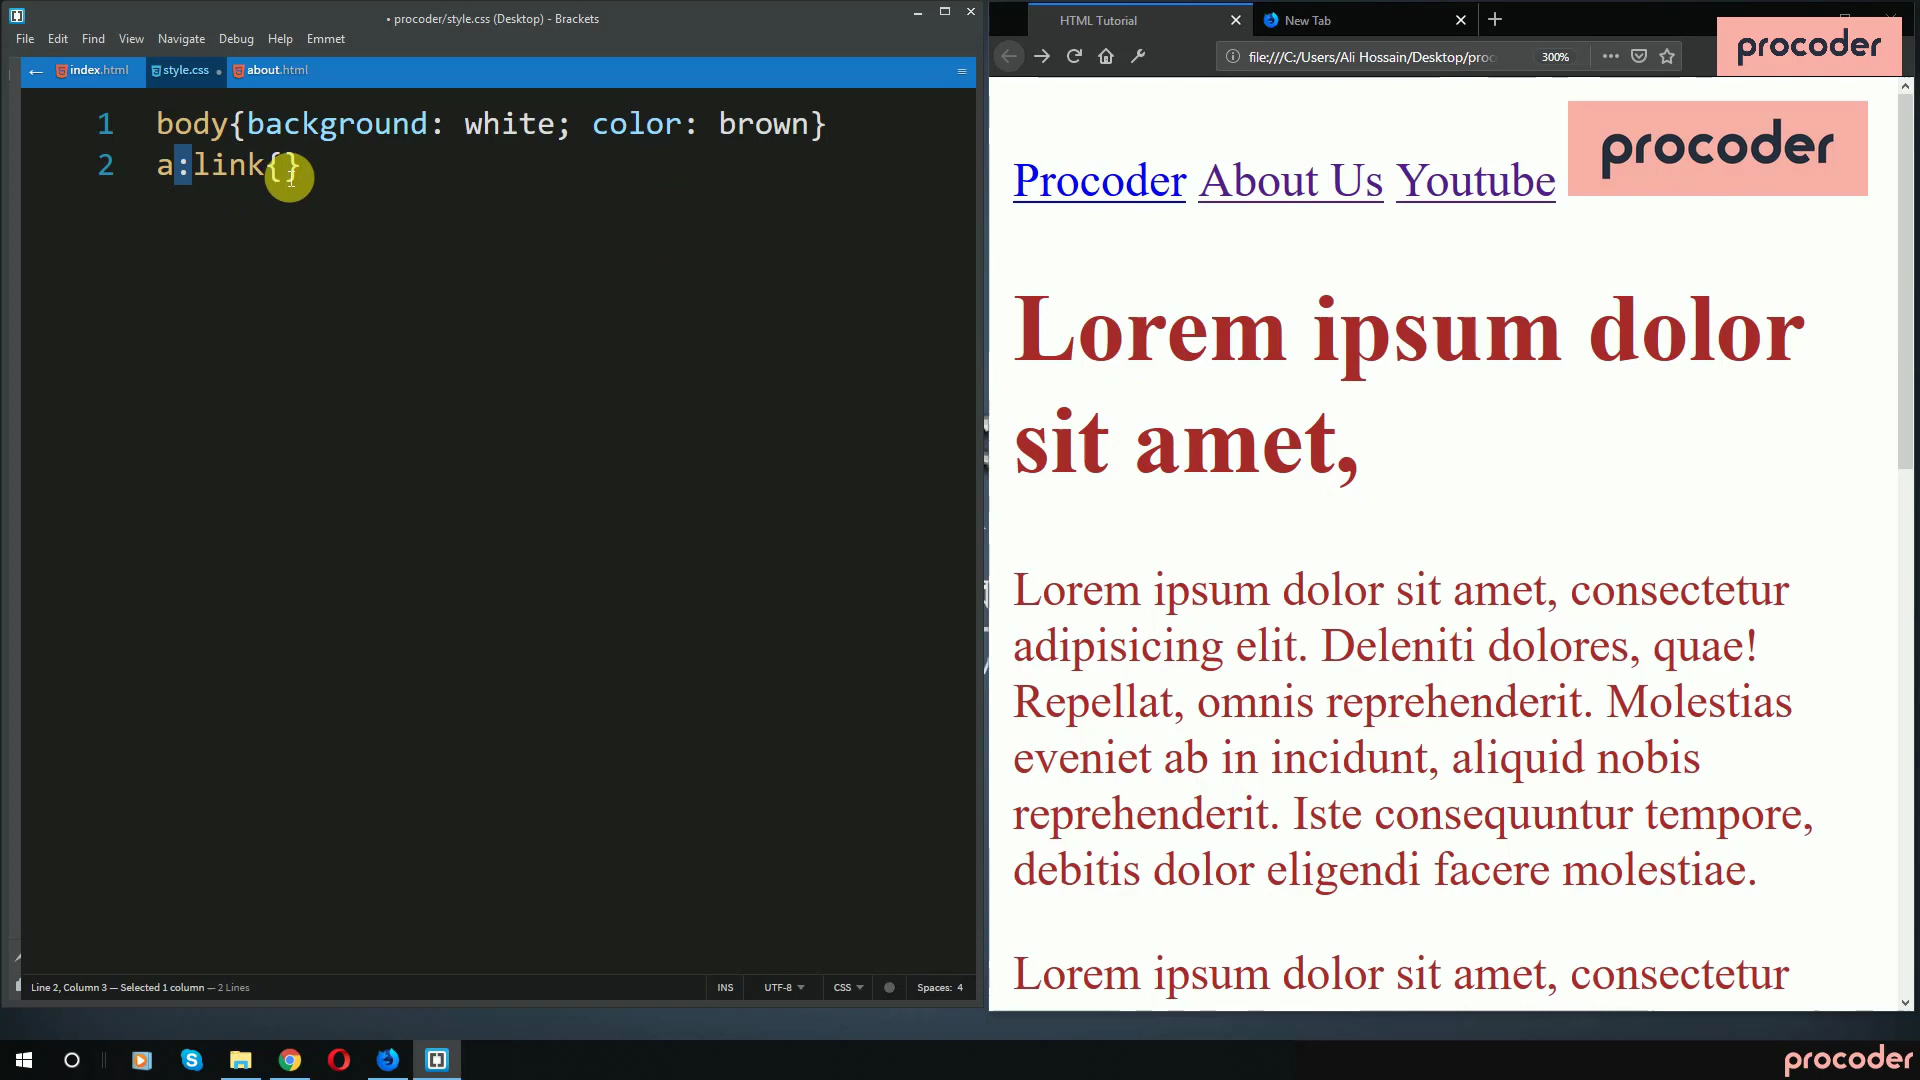 procoder/style.css (Desktop) - Brackets
File Edit Find View Navigate Debug Help Emmet
index.html style.css about.html
1 body{background: white; color: brown}
2 a:link{}
Line 2, Column 3 — Selected 1 column — 2 Lines
INS UTF-8 CSS Spaces: 4
HTML Tutorial New Tab
file:///C:/Users/Ali Hossain/Desktop/proc 300%
procoder
Procoder About Us Youtube
procoder
Lorem ipsum dolor
sit amet,
Lorem ipsum dolor sit amet, consectetur
adipisicing elit. Deleniti dolores, quae!
Repellat, omnis reprehenderit. Molestias
eveniet ab in incidunt, aliquid nobis
reprehenderit. Iste consequuntur tempore,
debitis dolor eligendi facere molestiae.
Lorem ipsum dolor sit amet, consectetur
procoder